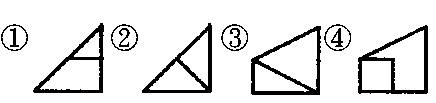 ① ② ③ ④